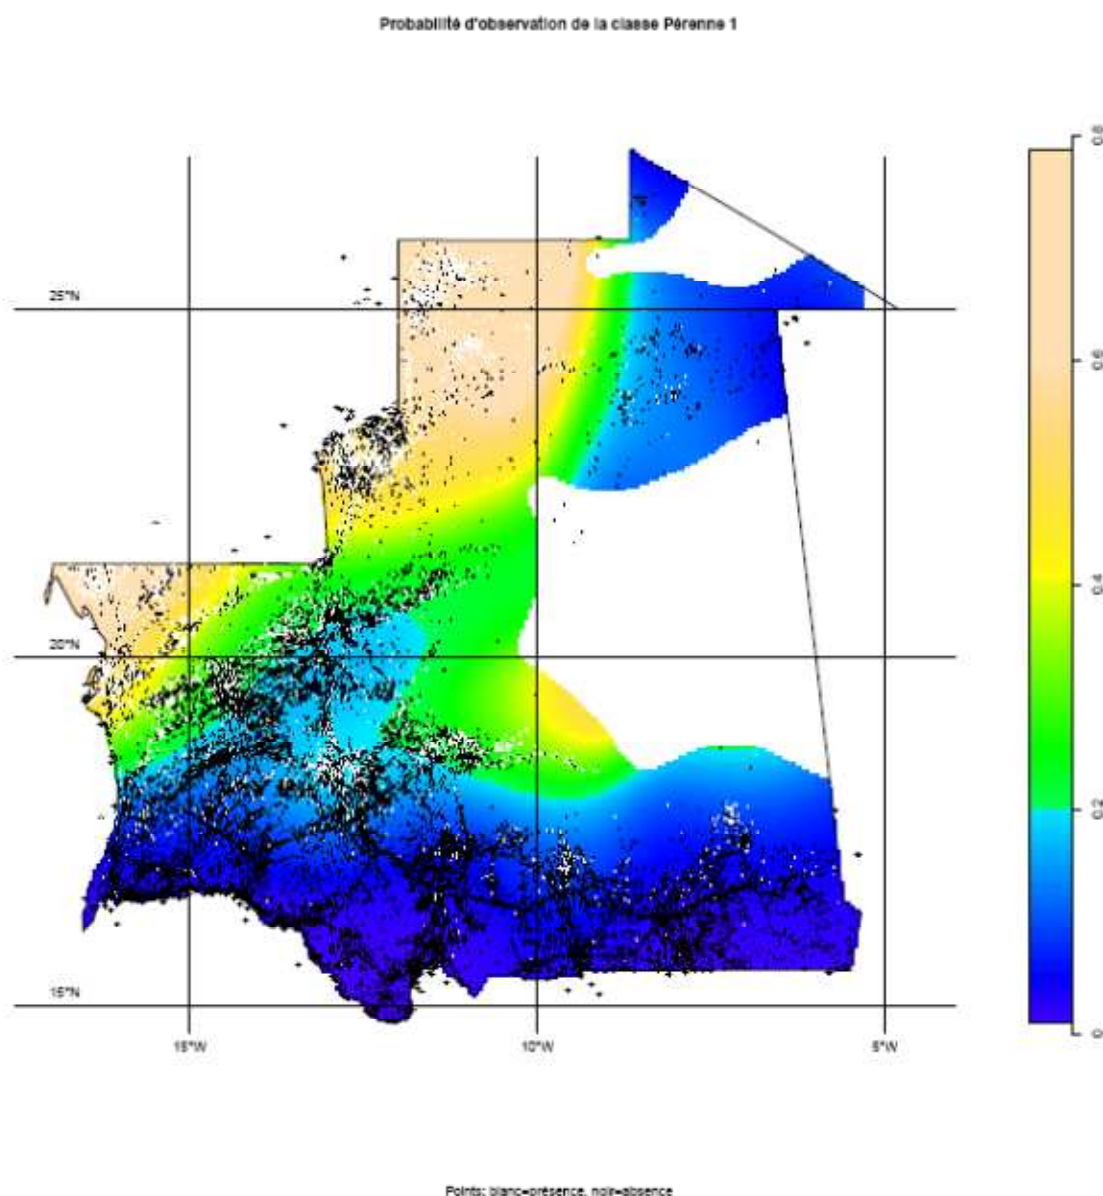 Probabilité d'observation de la classe Pérenne 1
0.8
25°N
0.6
0.4
20°N
0.2
15°N
0
15°W
10°W
5°W
Points: blanc=présence, noir=absence